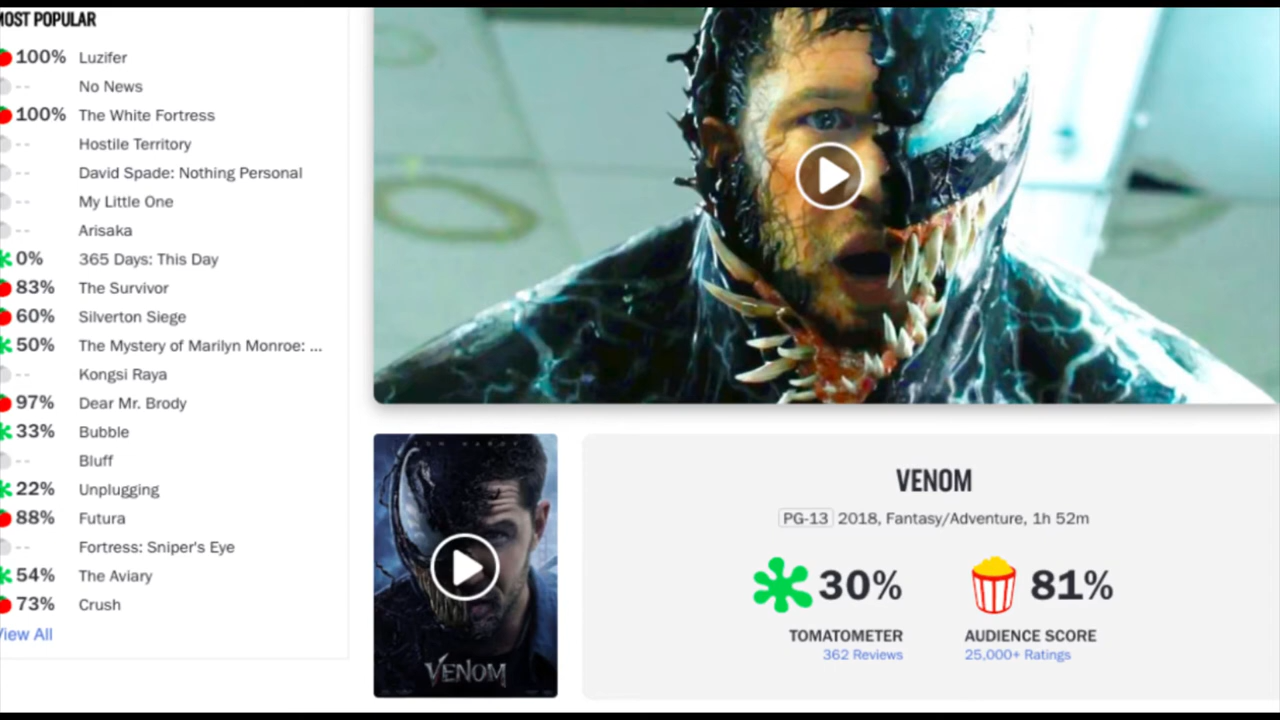 MOST POPULAR
100% Luzifer
-- No News
100% The White Fortress
-- Hostile Territory
-- David Spade: Nothing Personal
-- My Little One
-- Arisaka
0% 365 Days: This Day
83% The Survivor
60% Silverton Siege
50% The Mystery of Marilyn Monroe: ...
-- Kongsi Raya
97% Dear Mr. Brody
33% Bubble
-- Bluff
22% Unplugging
88% Futura
-- Fortress: Sniper's Eye
54% The Aviary
73% Crush
View All
VENOM
VENOM
PG-13 2018, Fantasy/Adventure, 1h 52m
30% 81%
TOMATOMETER AUDIENCE SCORE
362 Reviews 25,000+ Ratings